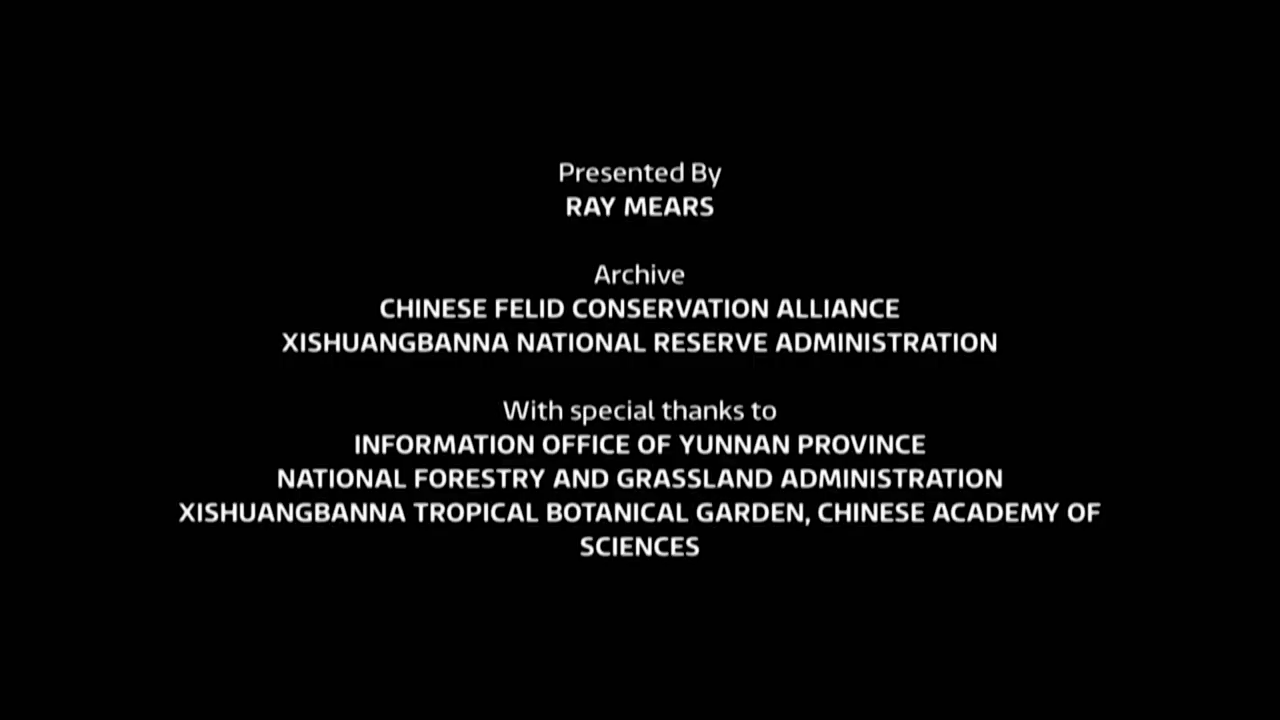 Presented By
RAY MEARS
Archive
CHINESE FELID CONSERVATION ALLIANCE
XISHUANGBANNA NATIONAL RESERVE ADMINISTRATION
With special thanks to
INFORMATION OFFICE OF YUNNAN PROVINCE
NATIONAL FORESTRY AND GRASSLAND ADMINISTRATION
XISHUANGBANNA TROPICAL BOTANICAL GARDEN, CHINESE ACADEMY OF
SCIENCES